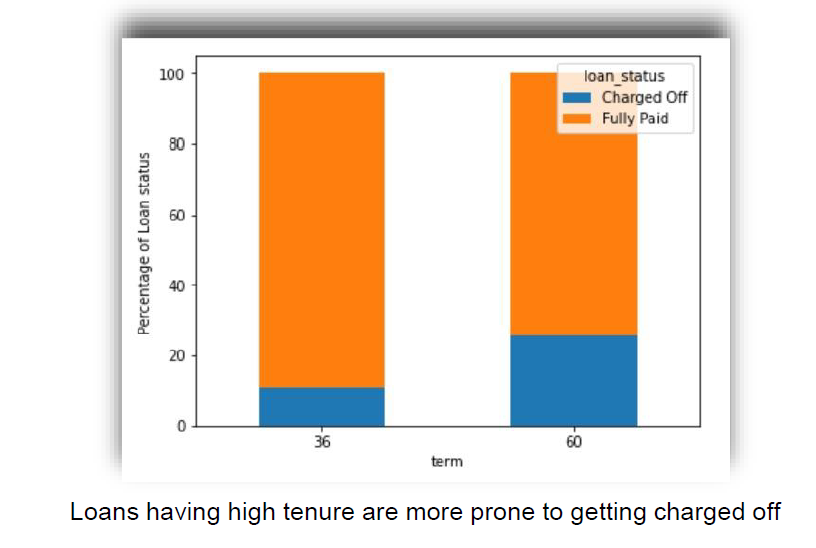 100
80
60
40
20
0
Percentage of Loan status
loan_status
Charged Off
Fully Paid
36
60
term
Loans having high tenure are more prone to getting charged off